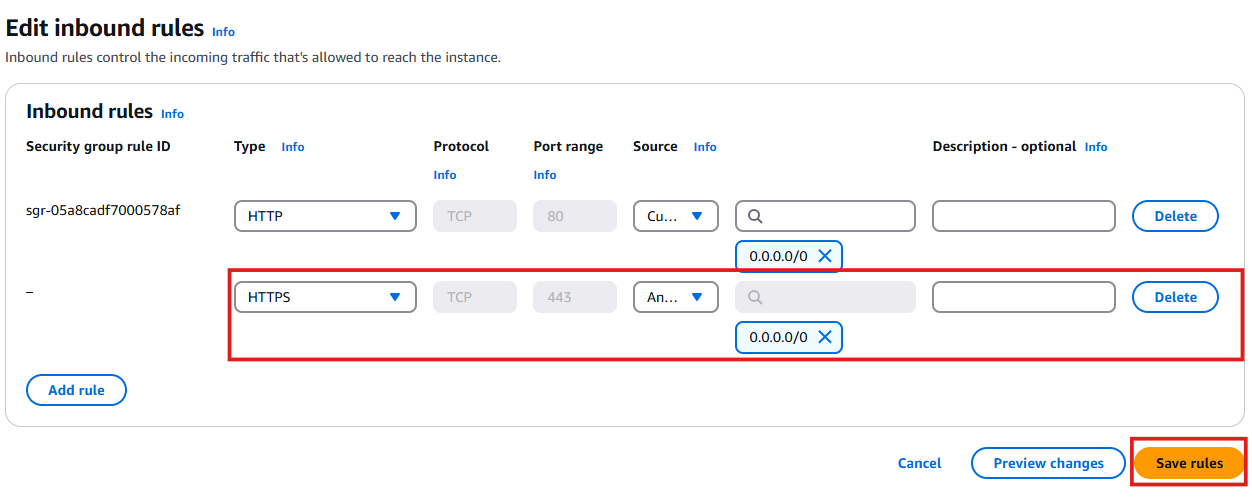 Edit inbound rules Info
Inbound rules control the incoming traffic that's allowed to reach the instance.
Inbound rules Info
Security group rule ID Type Info Protocol Port range Source Info Description - optional Info
Info Info
sgr-05a8cadf7000578af HTTP TCP 80 Cu... Delete
0.0.0.0/0
– HTTPS TCP 443 An... Delete
0.0.0.0/0
Add rule
Cancel Preview changes Save rules